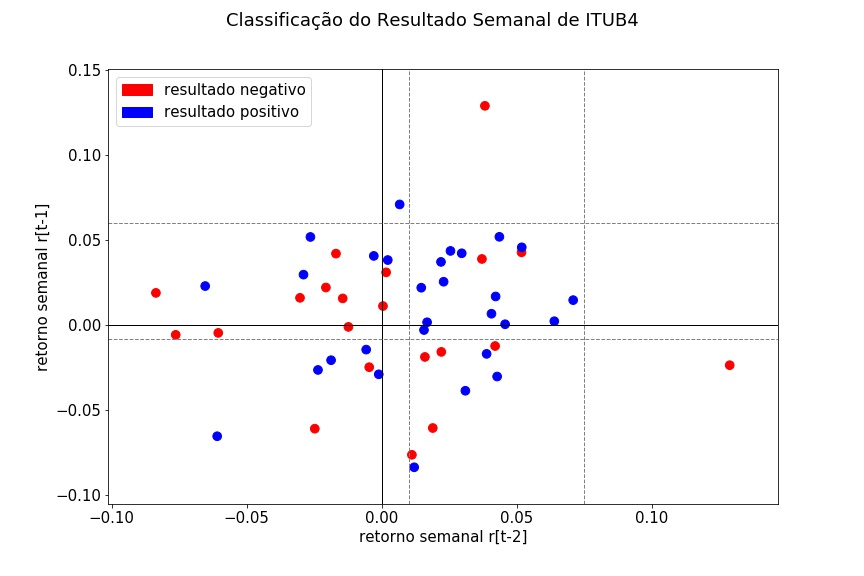 Classificação do Resultado Semanal de ITUB4
resultado negativo
resultado positivo
0.15
0.10
0.05
0.00
−0.05
−0.10
retorno semanal r[t-1]
−0.10
−0.05
0.00
0.05
0.10
retorno semanal r[t-2]